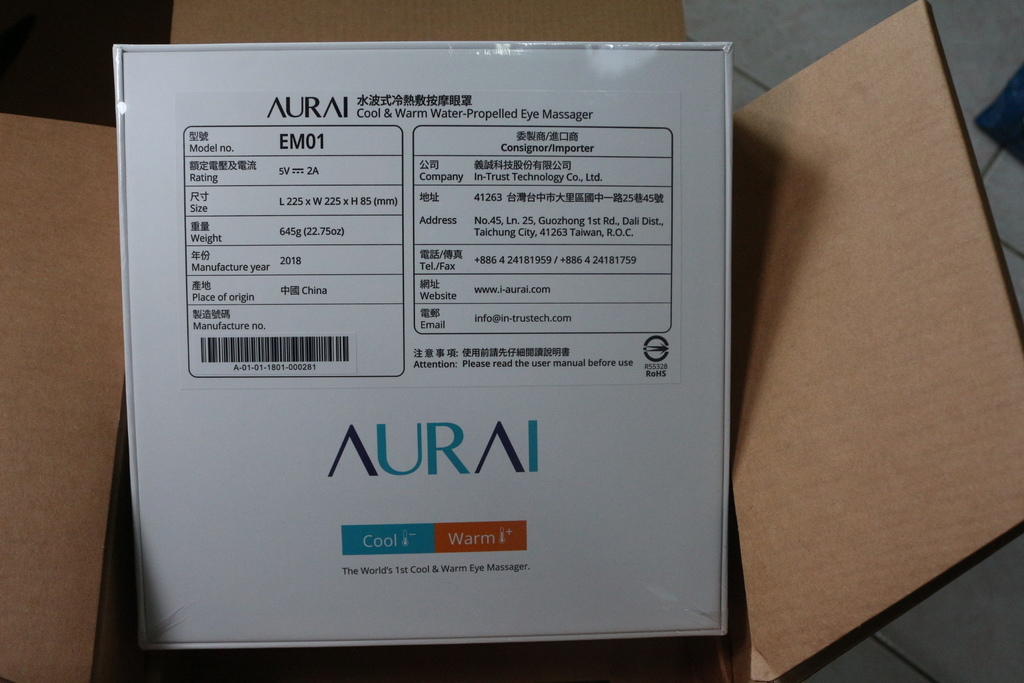 AURAI 水波式冷熱敷按摩眼罩
Cool & Warm Water-Propelled Eye Massager
型號
Model no. EM01
額定電壓及電流
Rating 5V⎓2A
尺寸
Size L 225 x W 225 x H 85 (mm)
重量
Weight 645g (22.75oz)
年份
Manufacture year 2018
產地
Place of origin 中國 China
製造號碼
Manufacture no.
A-01-01-1801-000281
委製商/進口商
Consignor/Importer
公司 義誠科技股份有限公司
Company In-Trust Technology Co., Ltd.
地址 41263 台灣台中市大里區國中一路25巷45號
Address No.45, Ln. 25, Guozhong 1st Rd., Dali Dist.,
Taichung City, 41263 Taiwan, R.O.C.
電話/傳真
Tel./Fax +886 4 24181959 / +886 4 24181759
網址
Website www.i-aurai.com
電郵
Email info@in-trustech.com
注意事項: 使用前請先仔細閱讀說明書
Attention: Please read the user manual before use
R55328
RoHS
AURAI
Cool Warm
The World's 1st Cool & Warm Eye Massager.